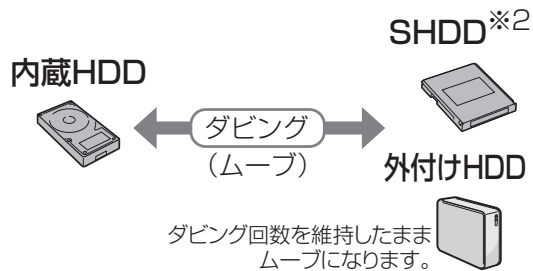 SHDD※2
内蔵HDD
ダビング
（ムーブ）
外付けHDD
ダビング回数を維持したまま
ムーブになります。